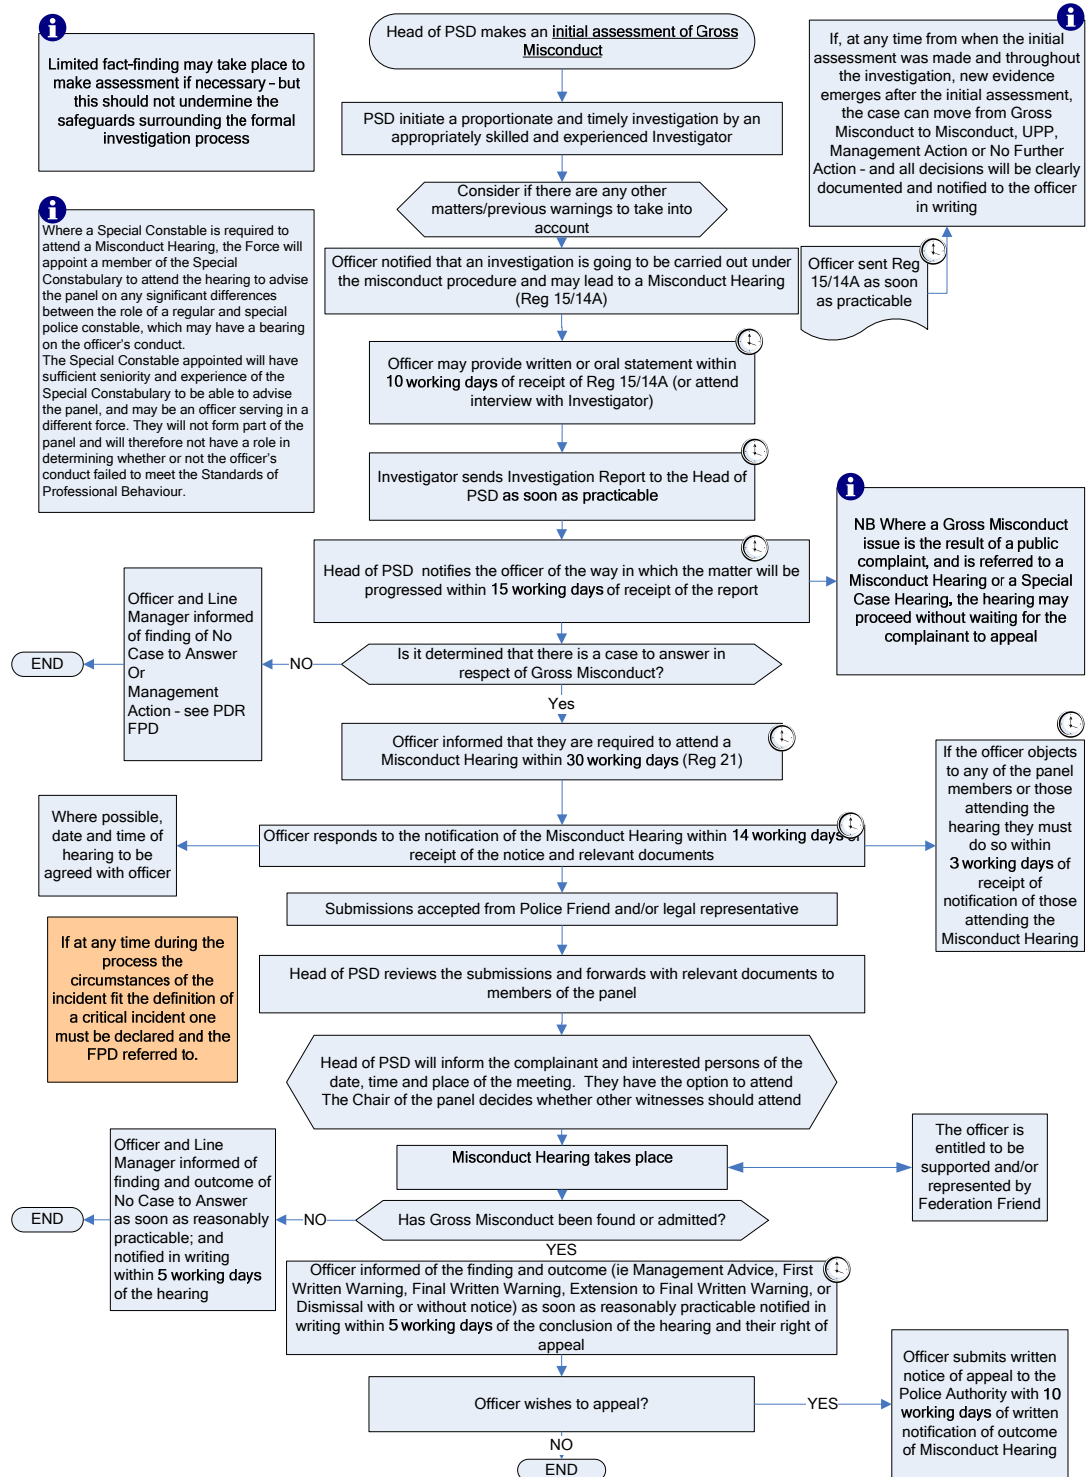 Head of PSD makes an initial assessment of Gross
Misconduct
Limited fact-finding may take place to
make assessment if necessary – but
this should not undermine the
safeguards surrounding the formal
investigation process
If, at any time from when the initial
assessment was made and throughout
the investigation, new evidence
emerges after the initial assessment,
the case can move from Gross
Misconduct to Misconduct, UPP,
Management Action or No Further
Action - and all decisions will be clearly
documented and notified to the officer
in writing
PSD initiate a proportionate and timely investigation by an
appropriately skilled and experienced Investigator
Consider if there are any other
matters/previous warnings to take into
account
Where a Special Constable is required to
attend a Misconduct Hearing, the Force will
appoint a member of the Special
Constabulary to attend the hearing to advise
the panel on any significant differences
between the role of a regular and special
police constable, which may have a bearing
on the officer's conduct.
The Special Constable appointed will have
sufficient seniority and experience of the
Special Constabulary to be able to advise
the panel, and may be an officer serving in a
different force. They will not form part of the
panel and will therefore not have a role in
determining whether or not the officer's
conduct failed to meet the Standards of
Professional Behaviour.
Officer notified that an investigation is going to be carried out under
the misconduct procedure and may lead to a Misconduct Hearing
(Reg 15/14A)
Officer sent Reg
15/14A as soon
as practicable
Officer may provide written or oral statement within
10 working days of receipt of Reg 15/14A (or attend
interview with Investigator)
Investigator sends Investigation Report to the Head of
PSD as soon as practicable
NB Where a Gross Misconduct
issue is the result of a public
complaint, and is referred to a
Misconduct Hearing or a Special
Case Hearing, the hearing may
proceed without waiting for the
complainant to appeal
Head of PSD notifies the officer of the way in which the matter will be
progressed within 15 working days of receipt of the report
Officer and Line
Manager informed
of finding of No
Case to Answer
Or
Management
Action - see PDR
FPD
Is it determined that there is a case to answer in
respect of Gross Misconduct?
NO
END
Yes
Officer informed that they are required to attend a
Misconduct Hearing within 30 working days (Reg 21)
If the officer objects
to any of the panel
members or those
attending the
hearing they must
do so within
3 working days of
receipt of
notification of those
attending the
Misconduct Hearing
Where possible,
date and time of
hearing to be
agreed with officer
Officer responds to the notification of the Misconduct Hearing within 14 working days
receipt of the notice and relevant documents
Submissions accepted from Police Friend and/or legal representative
If at any time during the
process the
circumstances of the
incident fit the definition of
a critical incident one
must be declared and the
FPD referred to.
Head of PSD reviews the submissions and forwards with relevant documents to
members of the panel
Head of PSD will inform the complainant and interested persons of the
date, time and place of the meeting. They have the option to attend
The Chair of the panel decides whether other witnesses should attend
Officer and Line
Manager informed of
finding and outcome of
No Case to Answer
as soon as reasonably
practicable; and
notified in writing
within 5 working days
of the hearing
Misconduct Hearing takes place
The officer is
entitled to be
supported and/or
represented by
Federation Friend
Has Gross Misconduct been found or admitted?
NO
END
YES
Officer informed of the finding and outcome (ie Management Advice, First
Written Warning, Final Written Warning, Extension to Final Written Warning, or
Dismissal with or without notice) as soon as reasonably practicable notified in
writing within 5 working days of the conclusion of the hearing and their right of
appeal
Officer wishes to appeal?
YES
Officer submits written
notice of appeal to the
Police Authority with 10
working days of written
notification of outcome
of Misconduct Hearing
NO
END